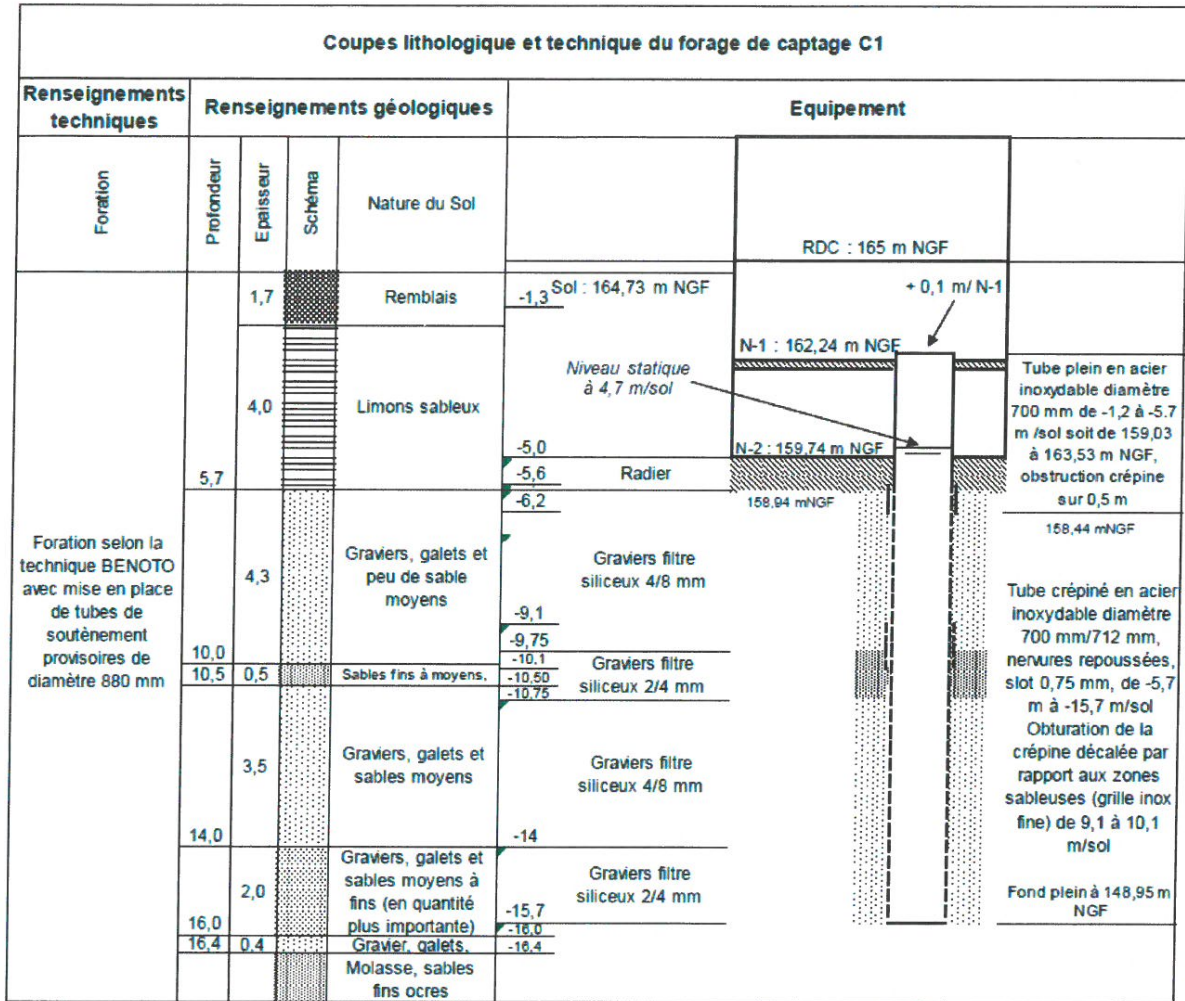 Coupes lithologique et technique du forage de captage C1
Renseignements
techniques
Renseignements géologiques
Equipement
Foration
Profondeur
Epaisseur
Schéma
Nature du Sol
RDC : 165 m NGF
1,7
Remblais
-1,3
Sol : 164,73 m NGF
+ 0,1 m/ N-1
N-1 : 162,24 m NGF
Niveau statique
à 4,7 m/sol
4,0
Limons sableux
Tube plein en acier
inoxydable diamètre
700 mm de -1,2 à -5.7
m /sol soit de 159,03
à 163,53 m NGF,
obstruction crépine
sur 0,5 m
-5,0
N-2 : 159,74 m NGF
5,7
-5,6
Radier
-6,2
158,94 mNGF
158,44 mNGF
Foration selon la
technique BENOTO
avec mise en place
de tubes de
soutènement
provisoires de
diamètre 880 mm
4,3
Graviers, galets et
peu de sable
moyens
Graviers filtre
siliceux 4/8 mm
-9,1
-9,75
10,0
-10,1
10,5
0,5
Sables fins à moyens,
-10,50
-10,75
Graviers filtre
siliceux 2/4 mm
Tube crépiné en acier
inoxydable diamètre
700 mm/712 mm,
nervures repoussées,
slot 0,75 mm, de -5,7
m à -15,7 m/sol
Obturation de la
crépine décalée par
rapport aux zones
sableuses (grille inox
fine) de 9,1 à 10,1
m/sol
3,5
Graviers, galets et
sables moyens
Graviers filtre
siliceux 4/8 mm
14,0
-14
2,0
Graviers, galets et
sables moyens à
fins (en quantité
plus importante)
Graviers filtre
siliceux 2/4 mm
-15,7
Fond plein à 148,95 m
NGF
16,0
-16,0
16,4
0,4
Gravier, galets,
-16,4
Molasse, sables
fins ocres